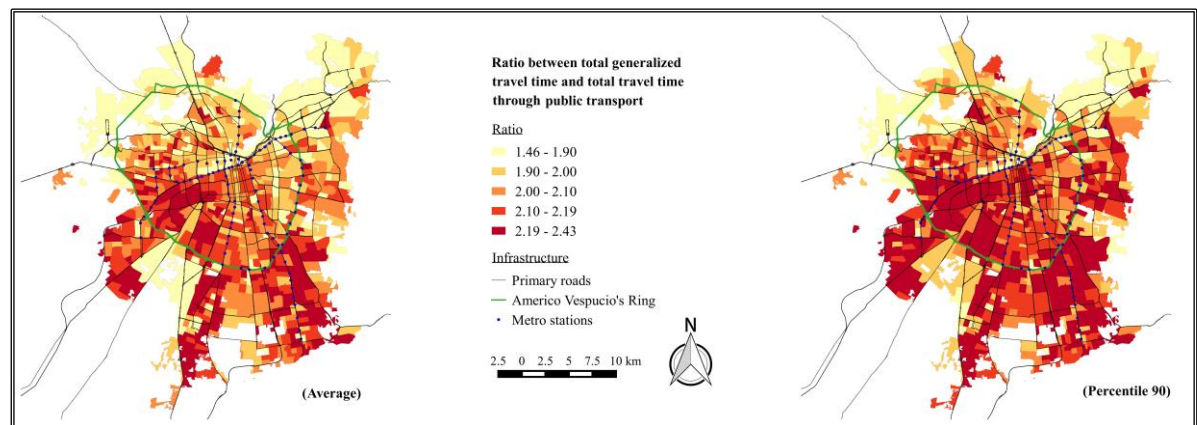 Ratio between total generalized
travel time and total travel time
through public transport
Ratio
1.46 - 1.90
1.90 - 2.00
2.00 - 2.10
2.10 - 2.19
2.19 - 2.43
Infrastructure
Primary roads
Americo Vespucio's Ring
Metro stations
N
2.5 0 2.5 5 7.5 10 km
(Average)
(Percentile 90)